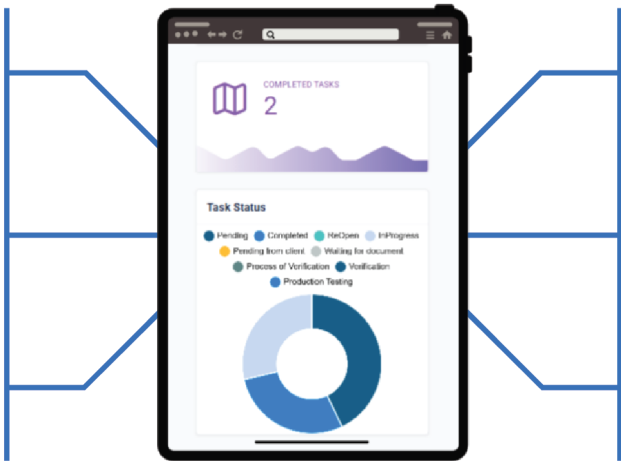 COMPLETED TASKS
2
Task Status
Pending Completed ReOpen InProgress
Pending from client Waiting for document
Process of Verification Verification
Production Testing